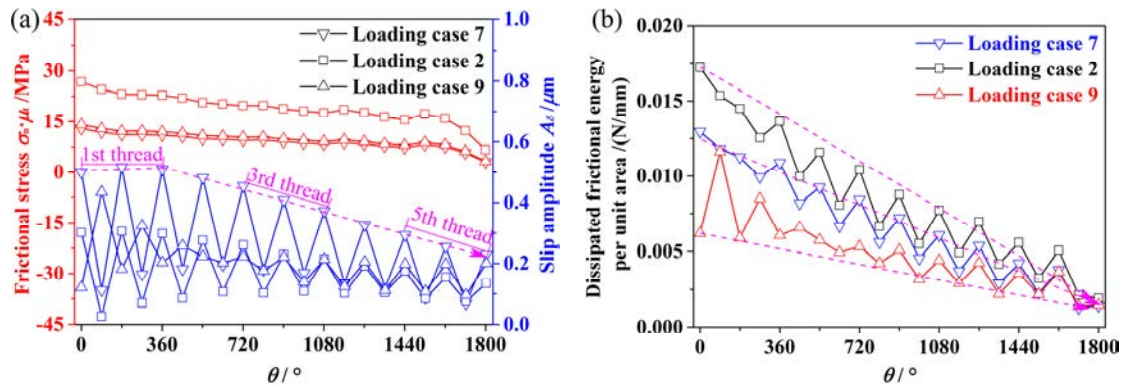 (a)
Frictional stress σₙ·μₜ /MPa
45
30
15
0
-15
-30
-45
Loading case 7
Loading case 2
Loading case 9
1st thread
3rd thread
5th thread
1.0
0.8
0.6
0.4
0.2
0.0
Slip amplitude
/μm
0 360 720 1080 1440 1800
θ / °
(b)
Dissipated frictional energy
per unit area /(N/mm)
0.020
0.015
0.010
0.005
0.000
Loading case 7
Loading case 2
Loading case 9
0 360 720 1080 1440 1800
θ / °